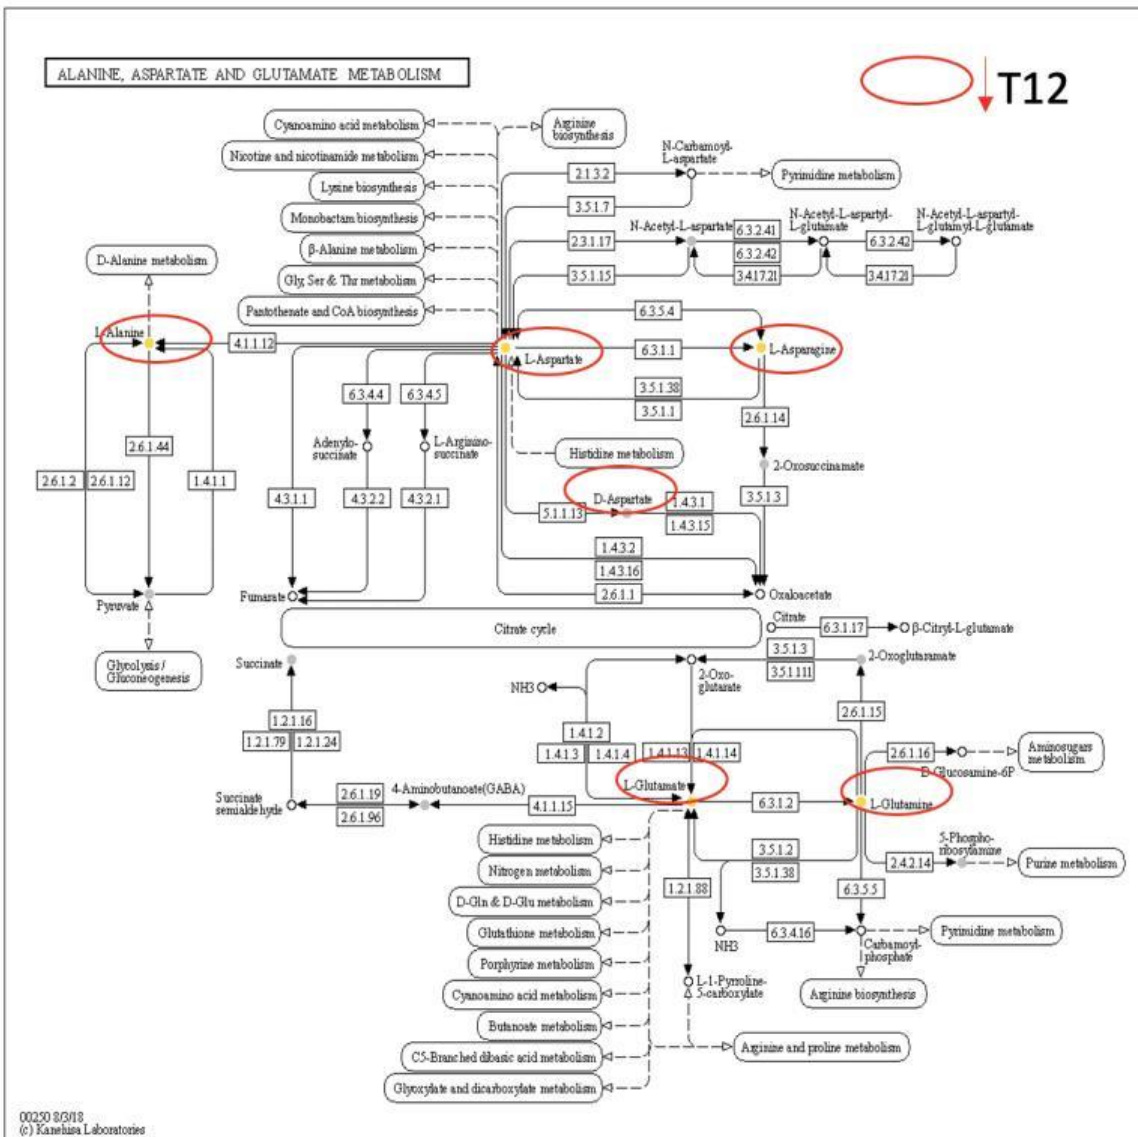 ALANINE, ASPARTATE AND GLUTAMATE METABOLISM
T12
Cyanoamino acid metabolism
Nicotine and nicotinamide metabolism
Lysine biosynthesis
Monobactam biosynthesis
β-Alanine metabolism
Gly, Ser & Thr metabolism
Pantothenate and CoA biosynthesis
Arginine
biosynthesis
N-Carbamoyl
L-aspartate
2.1.3.2
3.5.1.7
Pyrimidine metabolism
N-Acetyl-L-aspartate
N-Acetyl-L-aspartyl-
L-glutamate
N-Acetyl-L-aspartyl-
L-glutamyl-L-glutamate
2.3.1.17
3.5.1.15
6.3.2.41
6.3.2.42
3.4.17.21
6.3.2.42
3.4.17.21
D-Alanine metabolism
L-Alanine
4.1.1.12
L-Aspartate
6.3.5.4
6.3.1.1
3.5.1.38
3.5.1.1
L-Asparagine
2.6.1.14
2-Oxosuccinamate
3.5.1.3
6.3.4.4
6.3.4.5
Adenylo-
succinate
L-Arginino-
succinate
Histidine metabolism
2.6.1.44
2.6.1.2
2.6.1.12
1.4.1.1
4.3.1.1
4.3.2.2
4.3.2.1
D-Aspartate
5.1.1.13
1.4.3.1
1.4.3.15
1.4.3.2
1.4.3.16
2.6.1.1
Pyruvate
Fumarate
Oxaloacetate
Citrate cycle
Citrate
6.3.1.17
β-Citryl-L-glutamate
Glycolysis /
Gluconeogenesis
Succinate
NH3
2-Oxo-
glutarate
3.5.1.3
3.5.1.111
2-Oxoglutaramate
1.2.1.16
1.2.1.79
1.2.1.24
1.4.1.2
1.4.1.3
1.4.1.4
1.4.1.13
1.4.1.14
2.6.1.15
2.6.1.16
D-Glucosamine-6P
Aminosugars
metabolism
L-Glutamate
L-Glutamine
Succinate
semialdehyde
2.6.1.19
2.6.1.96
4-Aminobutanoate(GABA)
4.1.1.15
6.3.1.2
3.5.1.2
3.5.1.38
5-Phospho-
ribosylamine
2.4.2.14
Purine metabolism
1.2.1.88
6.3.5.5
NH3
6.3.4.16
Carbamoyl-
phosphate
Pyrimidine metabolism
Arginine biosynthesis
L-1-Pyrroline-
5-carboxylate
Arginine and proline metabolism
Histidine metabolism
Nitrogen metabolism
D-Gln & D-Glu metabolism
Glutathione metabolism
Porphyrine metabolism
Cyanoamino acid metabolism
Butanoate metabolism
C5-Branched dibasic acid metabolism
Glyoxylate and dicarboxylate metabolism
00250 8/3/18
(c) Kanehisa Laboratories